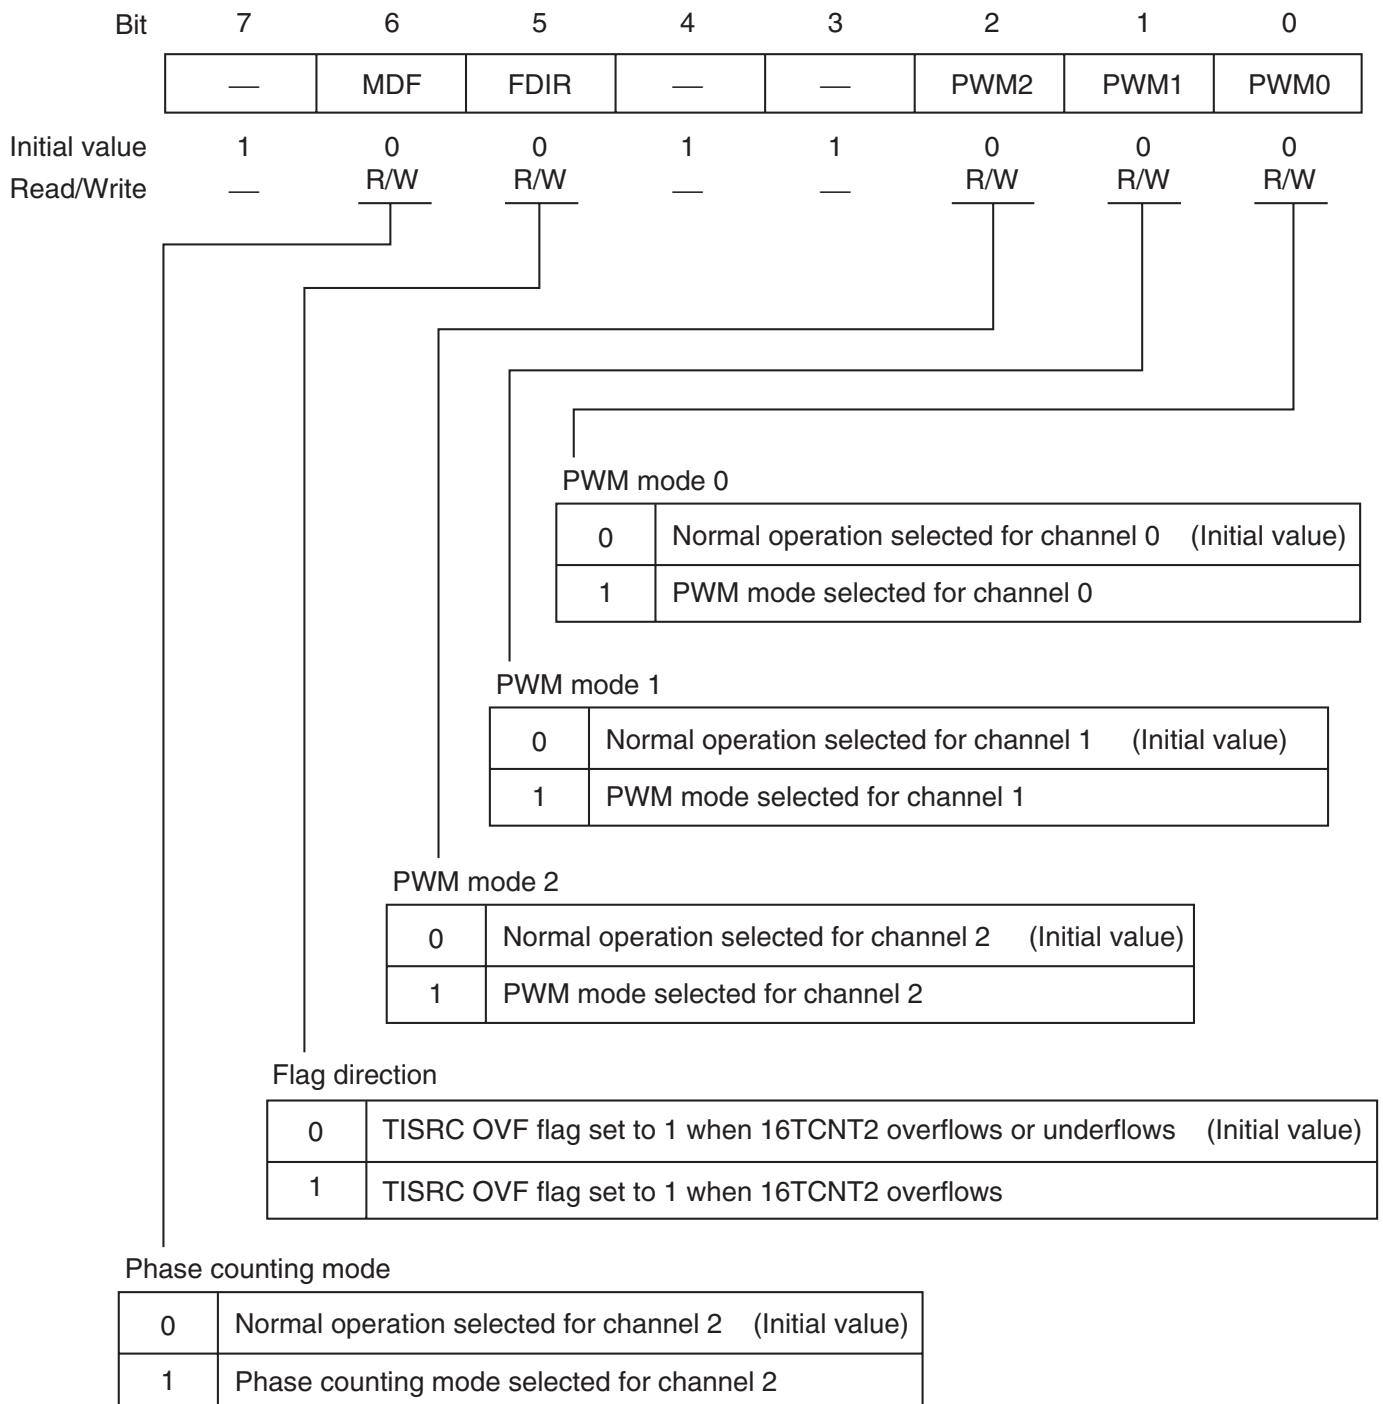 Bit 7 6 5 4 3 2 1 0
— MDF FDIR — — PWM2 PWM1 PWM0
Initial value 1 0 0 1 1 0 0 0
Read/Write — R/W R/W — — R/W R/W R/W
PWM mode 0
0 Normal operation selected for channel 0 (Initial value)
1 PWM mode selected for channel 0
PWM mode 1
0 Normal operation selected for channel 1 (Initial value)
1 PWM mode selected for channel 1
PWM mode 2
0 Normal operation selected for channel 2 (Initial value)
1 PWM mode selected for channel 2
Flag direction
0 TISRC OVF flag set to 1 when 16TCNT2 overflows or underflows (Initial value)
1 TISRC OVF flag set to 1 when 16TCNT2 overflows
Phase counting mode
0 Normal operation selected for channel 2 (Initial value)
1 Phase counting mode selected for channel 2